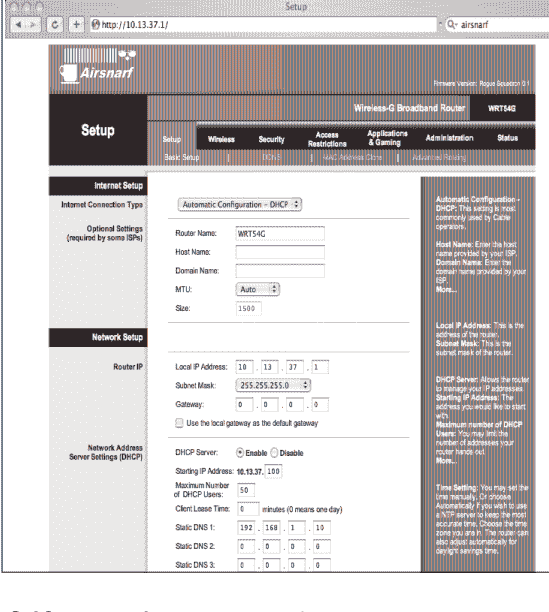 Setup
http://10.13.37.1/
airsnarf
Airsnarf
Firmware Version: Rogue Squadron 0.1
Wireless-G Broadband Router WRT54G
Setup
Setup Wireless Security Access Restrictions Applications & Gaming Administration Status
Basic Setup | DDNS | MAC Address Clone | Advanced Routing
Internet Setup
Internet Connection Type
Automatic Configuration - DHCP
Optional Settings
(required by some ISPs)
Router Name: WRT54G
Host Name:
Domain Name:
MTU: Auto
Size: 1500
Network Setup
Router IP
Local IP Address: 10 . 13 . 37 . 1
Subnet Mask: 255.255.255.0
Gateway: 0 . 0 . 0 . 0
Use the local gateway as the default gateway
Network Address
Server Settings (DHCP)
DHCP Server: Enable Disable
Starting IP Address: 10.13.37. 100
Maximum Number
of DHCP Users: 50
Client Lease Time: 0 minutes (0 means one day)
Static DNS 1: 192 . 168 . 1 . 10
Static DNS 2: 0 . 0 . 0 . 0
Static DNS 3: 0 . 0 . 0 . 0
Automatic Configuration -
DHCP: This setting is most
commonly used by Cable
operators.
Host Name: Enter the host
name provided by your ISP.
Domain Name: Enter the
domain name provided by your
ISP.
More...
Local IP Address: This is the
address of the router.
Subnet Mask: This is the
subnet mask of the router.
DHCP Server: Allows the router
to manage your IP addresses.
Starting IP Address: The
address you would like to start
with.
Maximum number of DHCP
Users: You may limit the
number of addresses your
router hands out.
More...
Time Setting: You may set the
time manually. Or choose
Automatically if you wish to use
a NTP server to keep the most
accurate time. Choose the time
zone you are in. The router can
also adjust automatically for
daylight savings time.